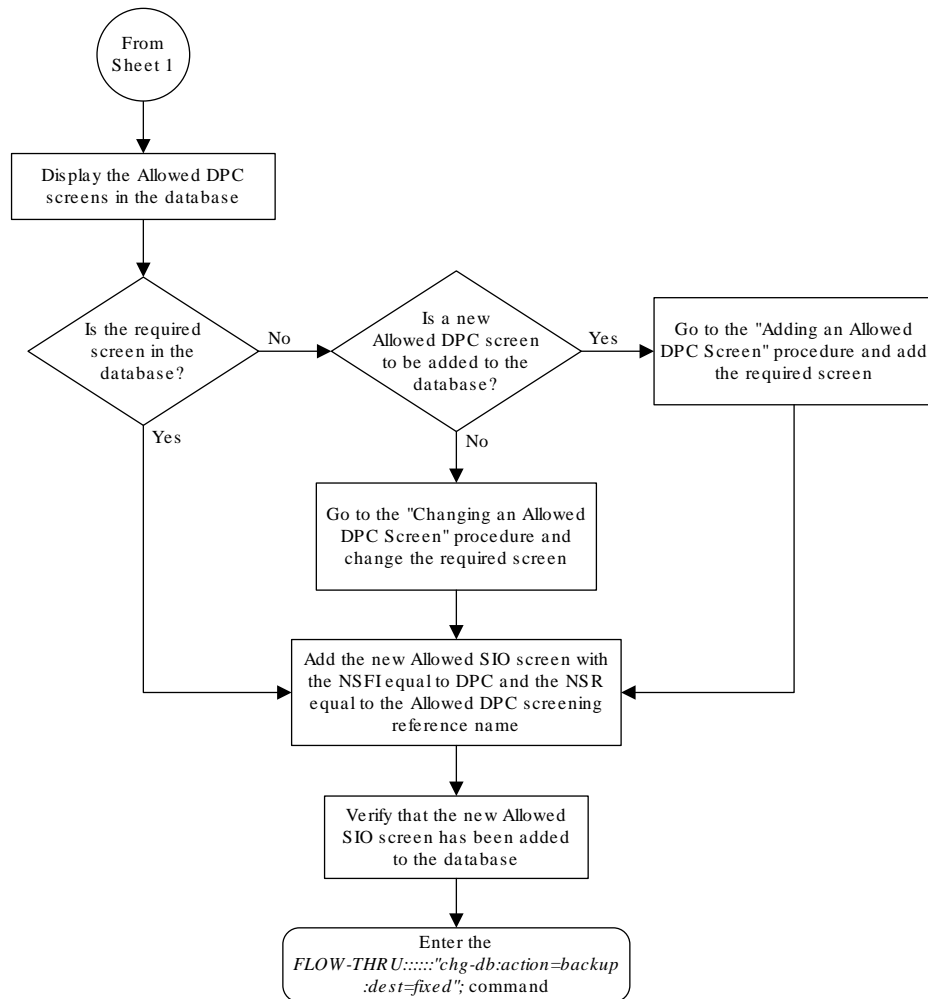 From
Sheet 1
Display the Allowed DPC
screens in the database
Is the required
screen in the
database?
No
Yes
Is a new
Allowed DPC screen
to be added to the
database?
Yes
No
Go to the "Adding an Allowed
DPC Screen" procedure and add
the required screen
Go to the "Changing an Allowed
DPC Screen" procedure and
change the required screen
Add the new Allowed SIO screen with
the NSFI equal to DPC and the NSR
equal to the Allowed DPC screening
reference name
Verify that the new Allowed
SIO screen has been added
to the database
Enter the
FLOW-THRU::::::"chg-db:action=backup
:dest=fixed"; command